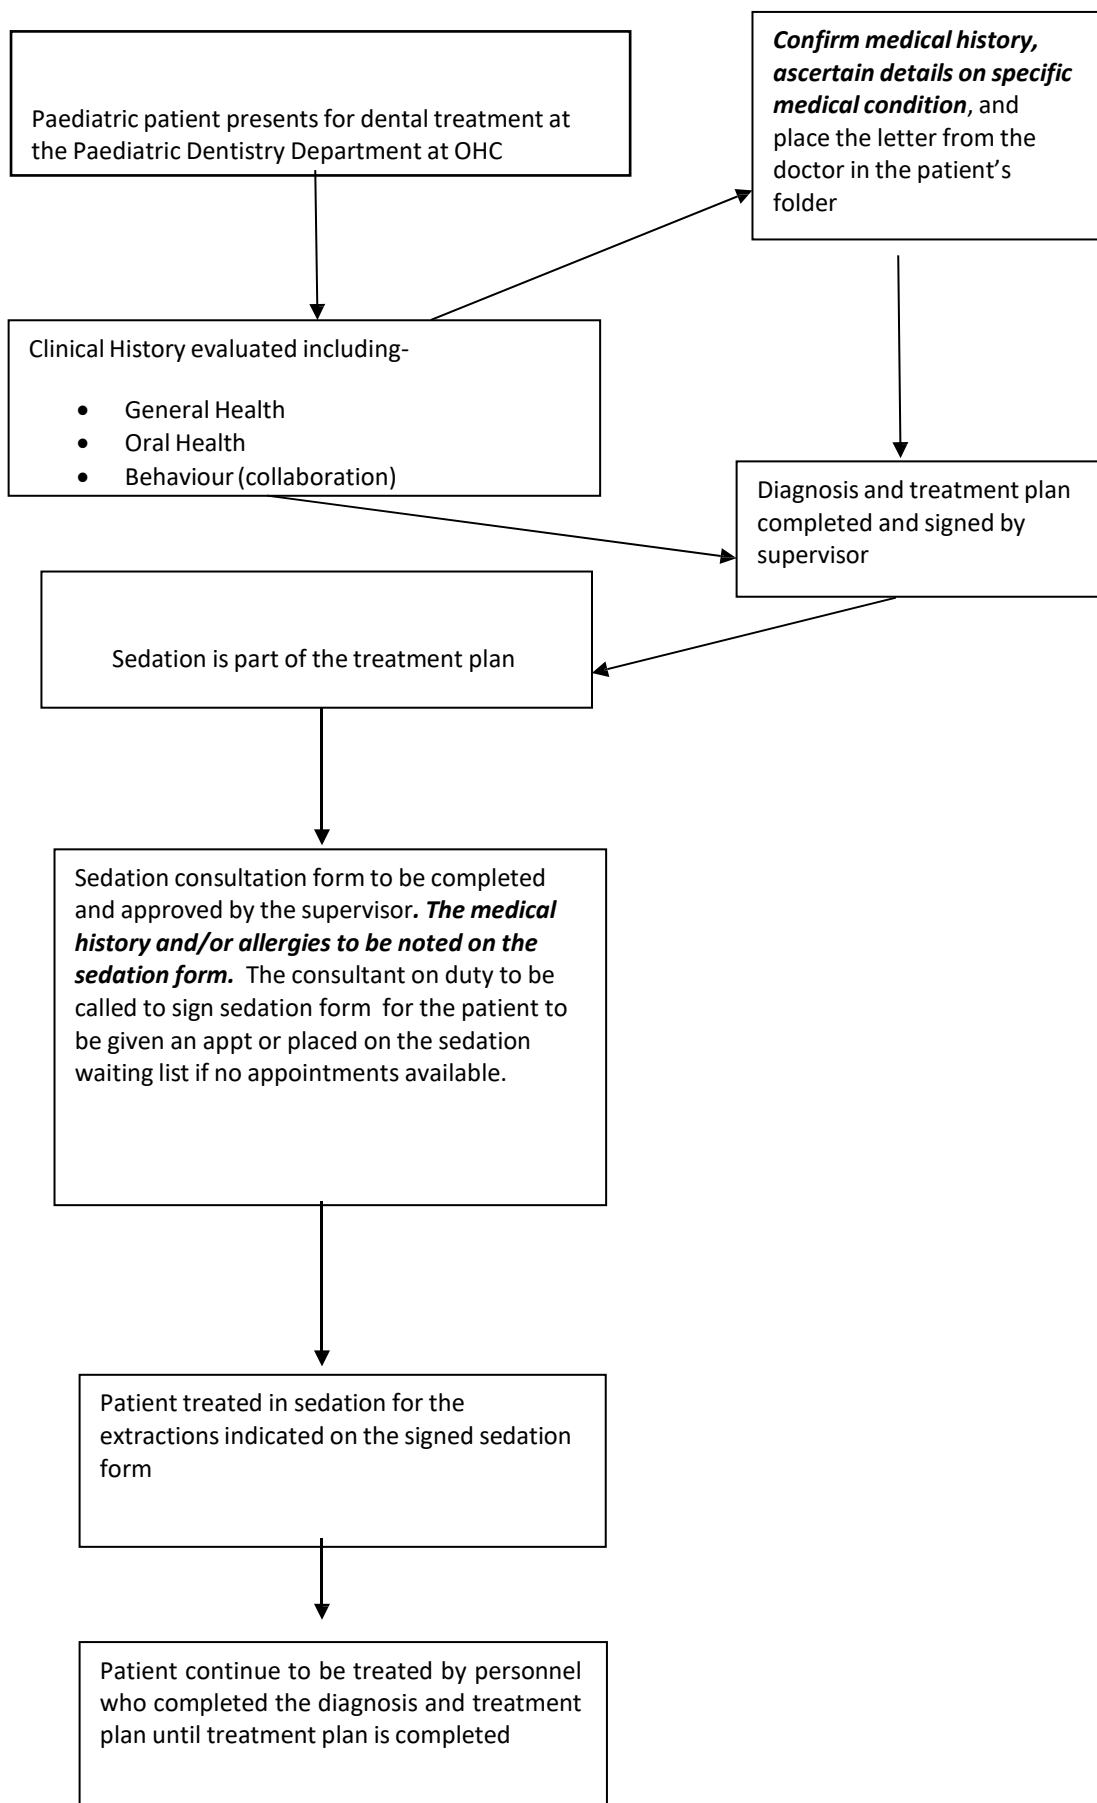 Paediatric patient presents for dental treatment at
the Paediatric Dentistry Department at OHC
Confirm medical history,
ascertain details on specific
medical condition, and
place the letter from the
doctor in the patient’s
folder
Clinical History evaluated including-
• General Health
• Oral Health
• Behaviour (collaboration)
Diagnosis and treatment plan
completed and signed by
supervisor
Sedation is part of the treatment plan
Sedation consultation form to be completed
and approved by the supervisor. The medical
history and/or allergies to be noted on the
sedation form. The consultant on duty to be
called to sign sedation form for the patient to
be given an appt or placed on the sedation
waiting list if no appointments available.
Patient treated in sedation for the
extractions indicated on the signed sedation
form
Patient continue to be treated by personnel
who completed the diagnosis and treatment
plan until treatment plan is completed